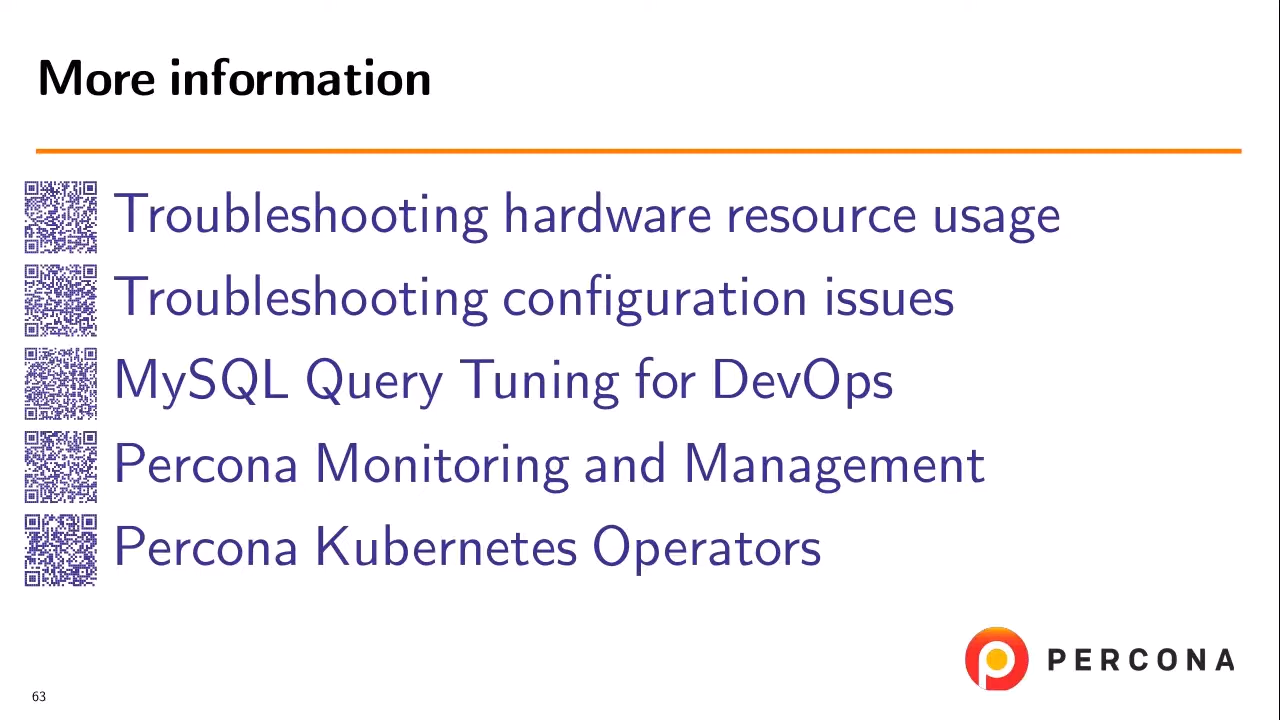 More information
Troubleshooting hardware resource usage
Troubleshooting configuration issues
MySQL Query Tuning for DevOps
Percona Monitoring and Management
Percona Kubernetes Operators
PERCONA
63